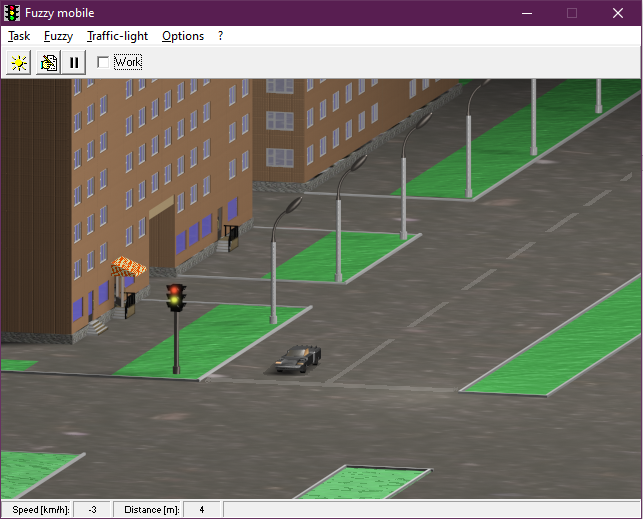 Fuzzy mobile
Task Fuzzy Traffic-light Options ?
Work
Speed [km/h]: -3 Distance [m]: 4